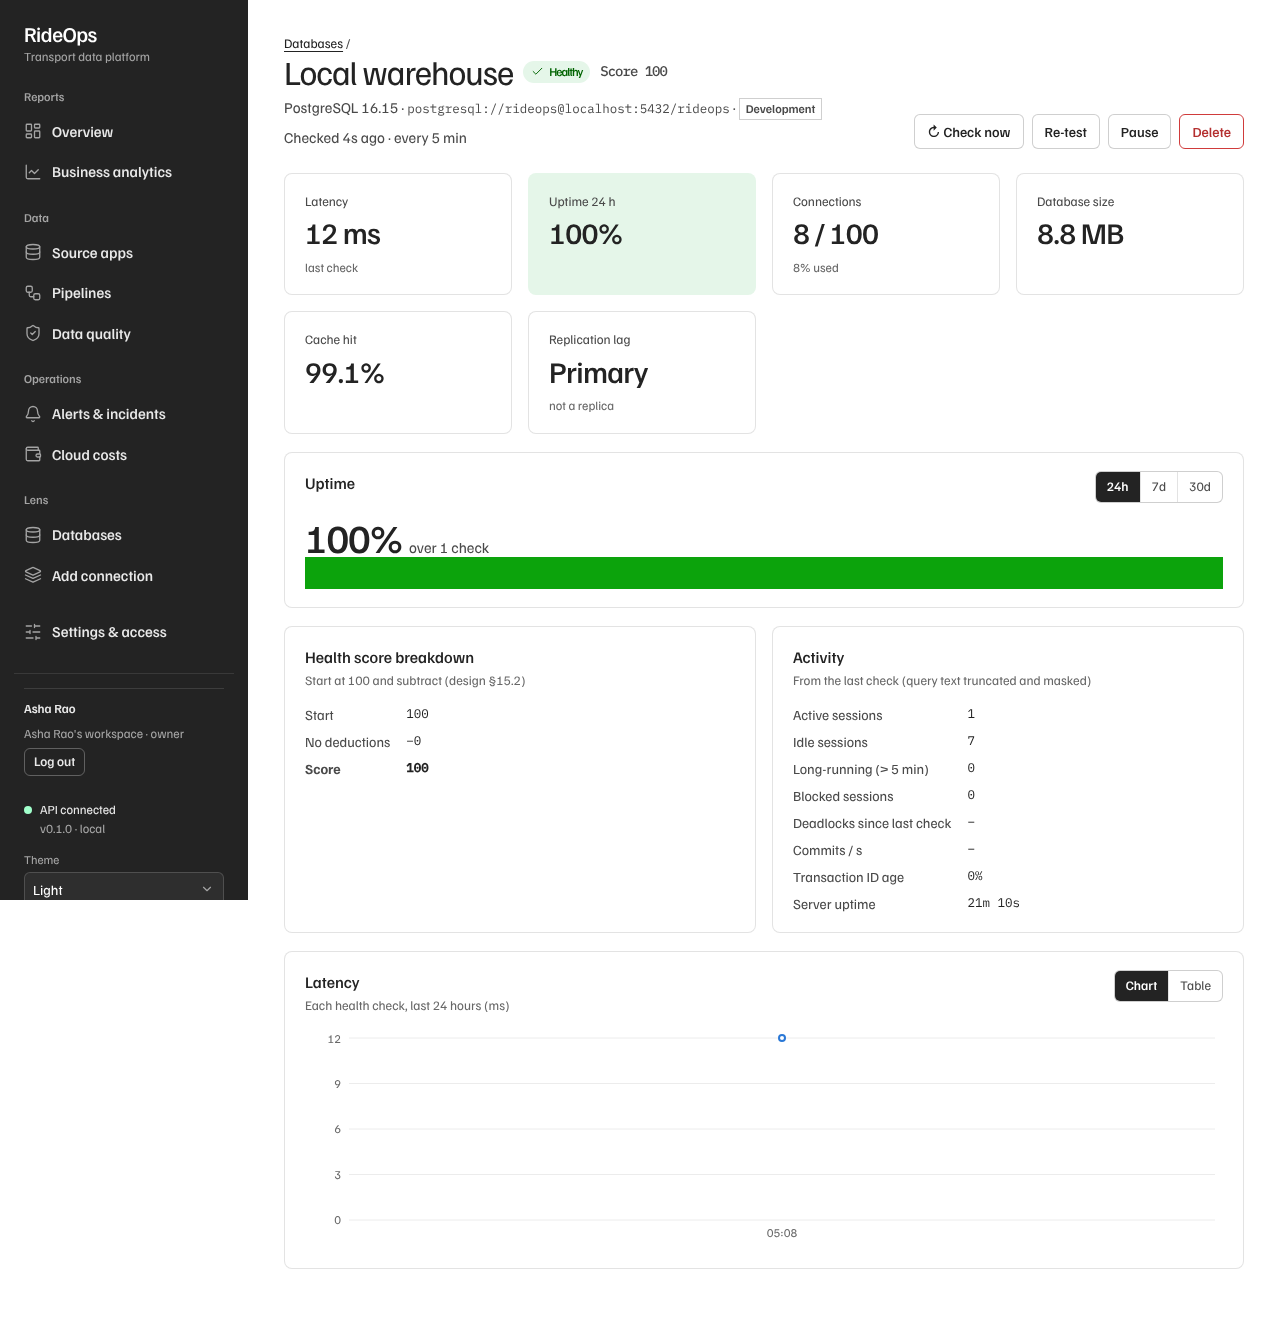 RideOps
Transport data platform
Reports
Overview
Business analytics
Data
Source apps
Pipelines
Data quality
Operations
Alerts & incidents
Cloud costs
Lens
Databases
Add connection
Settings & access
Asha Rao
Asha Rao's workspace · owner
Log out
API connected
v0.1.0 · local
Theme
Light
Databases /
Local warehouse Healthy Score 100
PostgreSQL 16.15 · postgresql://rideops@localhost:5432/rideops · Development
Checked 4s ago · every 5 min
↻ Check now Re-test Pause Delete
Latency
12 ms
last check
Uptime 24 h
100%
Connections
8 / 100
8% used
Database size
8.8 MB
Cache hit
99.1%
Replication lag
Primary
not a replica
Uptime
24h 7d 30d
100% over 1 check
Health score breakdown
Start at 100 and subtract (design §15.2)
Start 100
No deductions −0
Score 100
Activity
From the last check (query text truncated and masked)
Active sessions 1
Idle sessions 7
Long-running (> 5 min) 0
Blocked sessions 0
Deadlocks since last check –
Commits / s –
Transaction ID age 0%
Server uptime 21m 10s
Latency
Each health check, last 24 hours (ms)
Chart Table
12
9
6
3
0
05:08